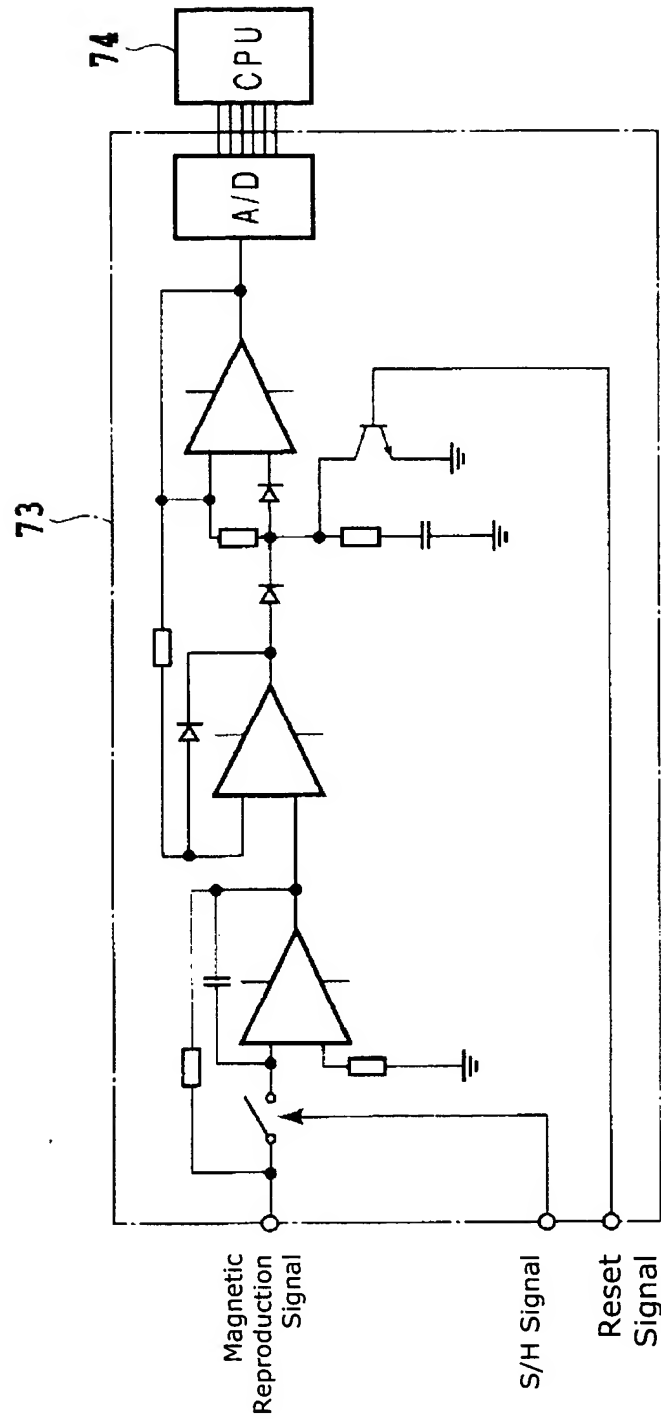 73
74
A/D
CPU
Magnetic
Reproduction
Signal
S/H Signal
Reset
Signal